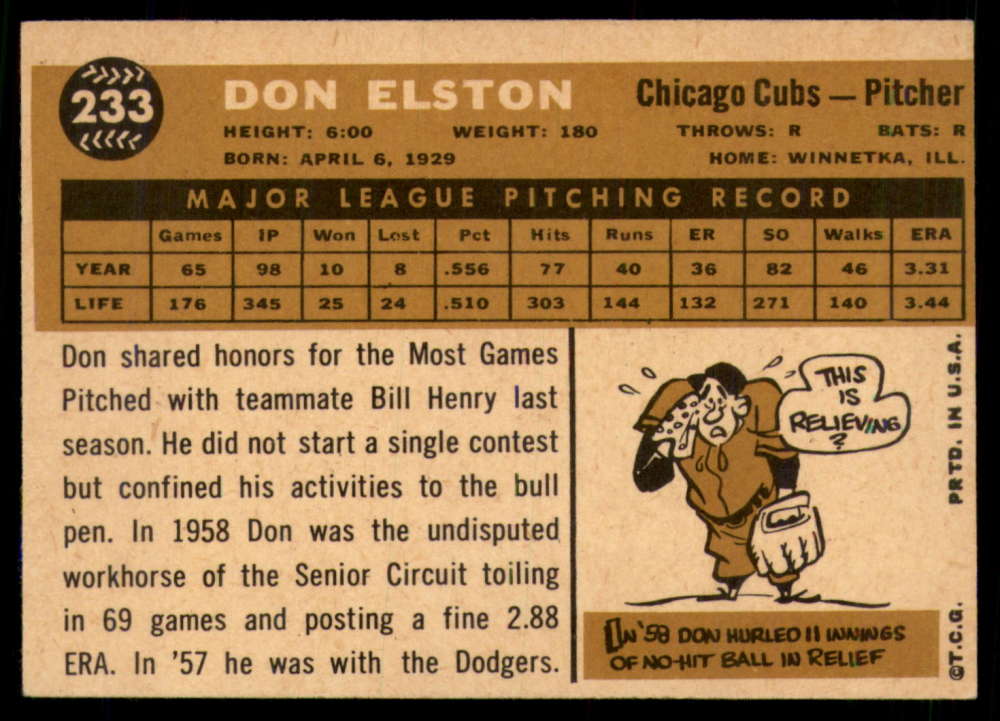 233
DON ELSTON
Chicago Cubs — Pitcher
HEIGHT: 6:00 WEIGHT: 180 THROWS: R BATS: R
BORN: APRIL 6, 1929 HOME: WINNETKA, ILL.
MAJOR LEAGUE PITCHING RECORD
Games IP Won Lost Pct Hits Runs ER SO Walks ERA
YEAR 65 98 10 8 .556 77 40 36 82 46 3.31
LIFE 176 345 25 24 .510 303 144 132 271 140 3.44
Don shared honors for the Most Games
Pitched with teammate Bill Henry last
season. He did not start a single contest
but confined his activities to the bull
pen. In 1958 Don was the undisputed
workhorse of the Senior Circuit toiling
in 69 games and posting a fine 2.88
ERA. In '57 he was with the Dodgers.
THIS
IS
RELIEVING
?
IN '58 DON HURLED 11 INNINGS
OF NO-HIT BALL IN RELIEF
©T.C.G. PRTD. IN U.S.A.